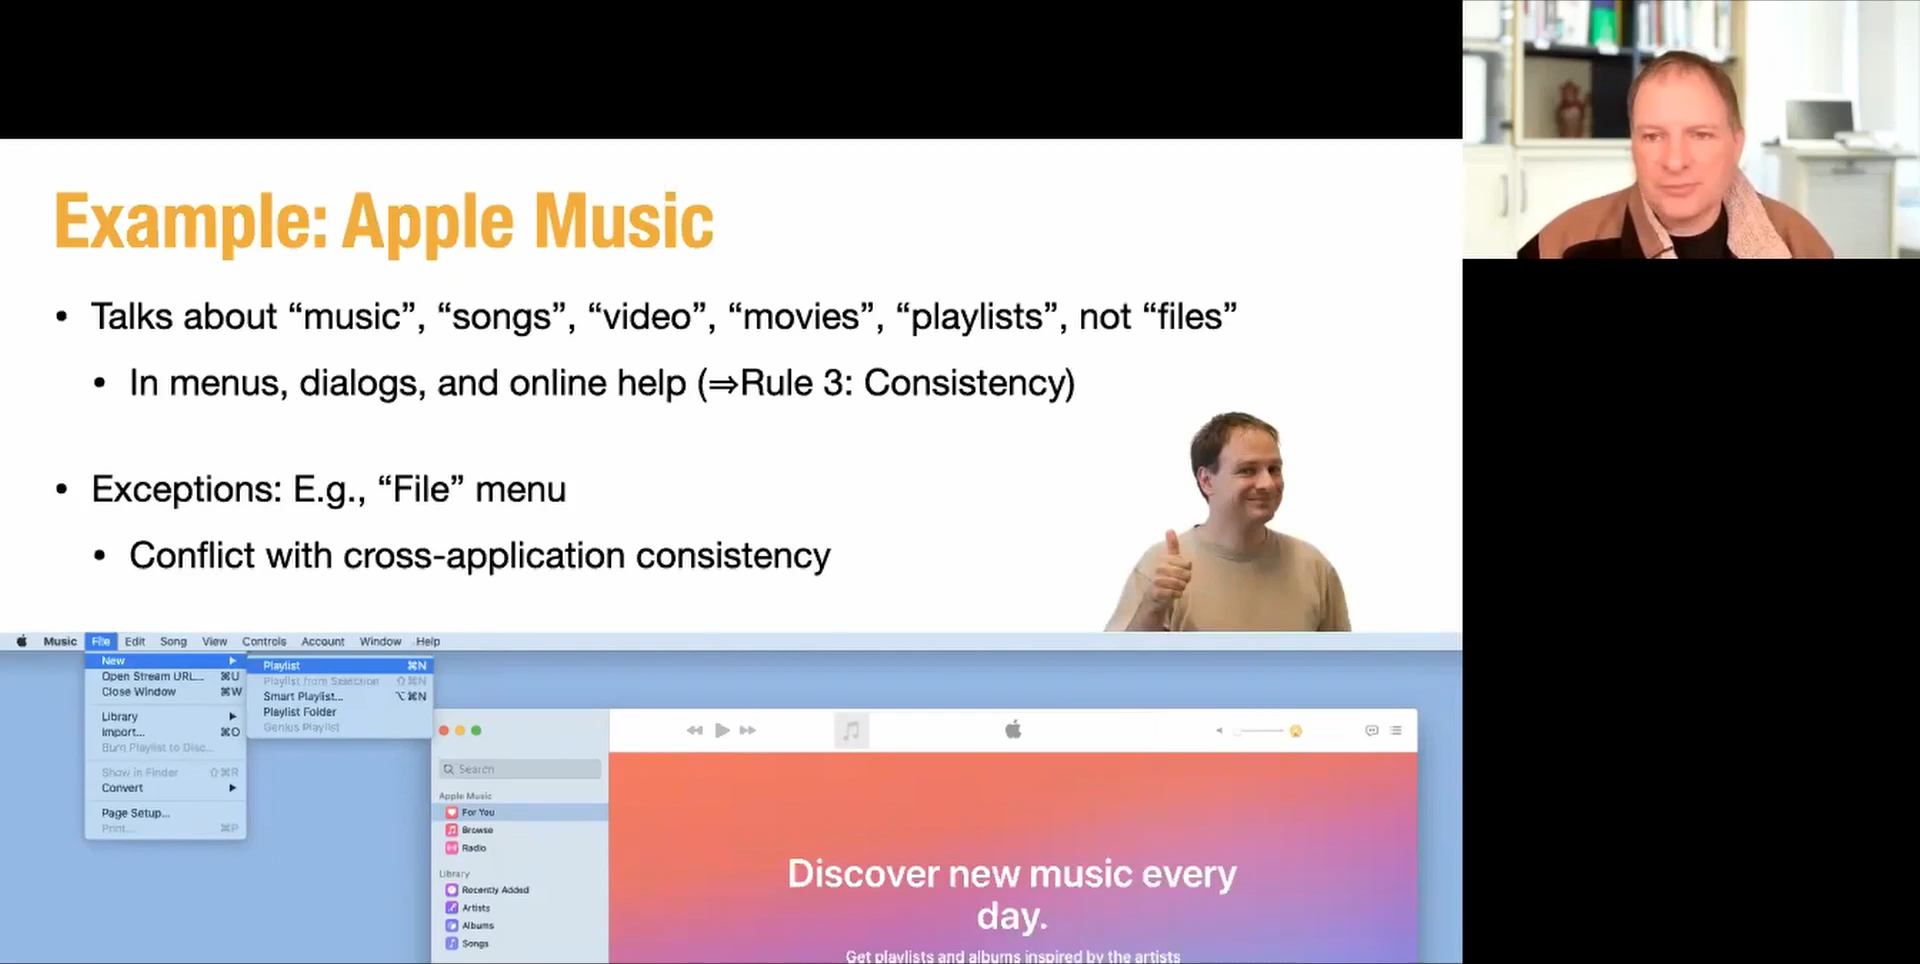 Example: Apple Music
• Talks about “music”, “songs”, “video”, “movies”, “playlists”, not “files”
• In menus, dialogs, and online help (⇒Rule 3: Consistency)
• Exceptions: E.g., “File” menu
• Conflict with cross-application consistency
Music File Edit Song View Controls Account Window Help
New
Open Stream URL... ⌘U
Close Window ⌘W
Library
Import... ⌘O
Burn Playlist to Disc...
Show in Finder ⇧⌘R
Convert
Page Setup...
Print... ⌘P
Playlist ⌘N
Playlist from Selection ⇧⌘N
Smart Playlist... ⌥⌘N
Playlist Folder
Genius Playlist
Search
Apple Music
For You
Browse
Radio
Library
Recently Added
Artists
Albums
Songs
Discover new music every
day.
Get playlists and albums inspired by the artists